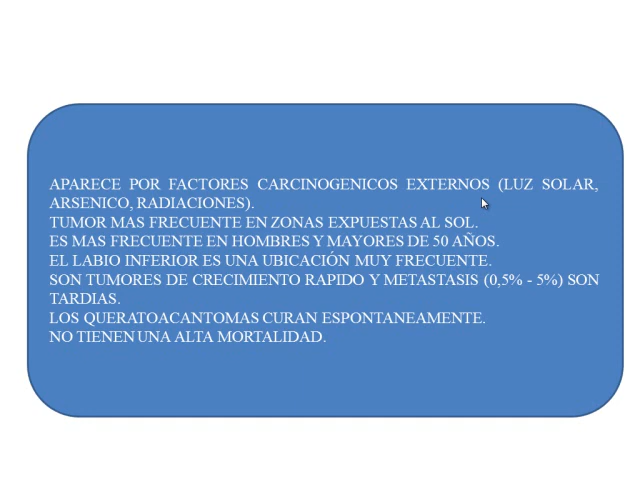 APARECE POR FACTORES CARCINOGENICOS EXTERNOS (LUZ SOLAR,
ARSENICO, RADIACIONES).
TUMOR MAS FRECUENTE EN ZONAS EXPUESTAS AL SOL.
ES MAS FRECUENTE EN HOMBRES Y MAYORES DE 50 AÑOS.
EL LABIO INFERIOR ES UNA UBICACIÓN MUY FRECUENTE.
SON TUMORES DE CRECIMIENTO RAPIDO Y METASTASIS (0,5% - 5%) SON
TARDIAS.
LOS QUERATOACANTOMAS CURAN ESPONTANEAMENTE.
NO TIENEN UNA ALTA MORTALIDAD.